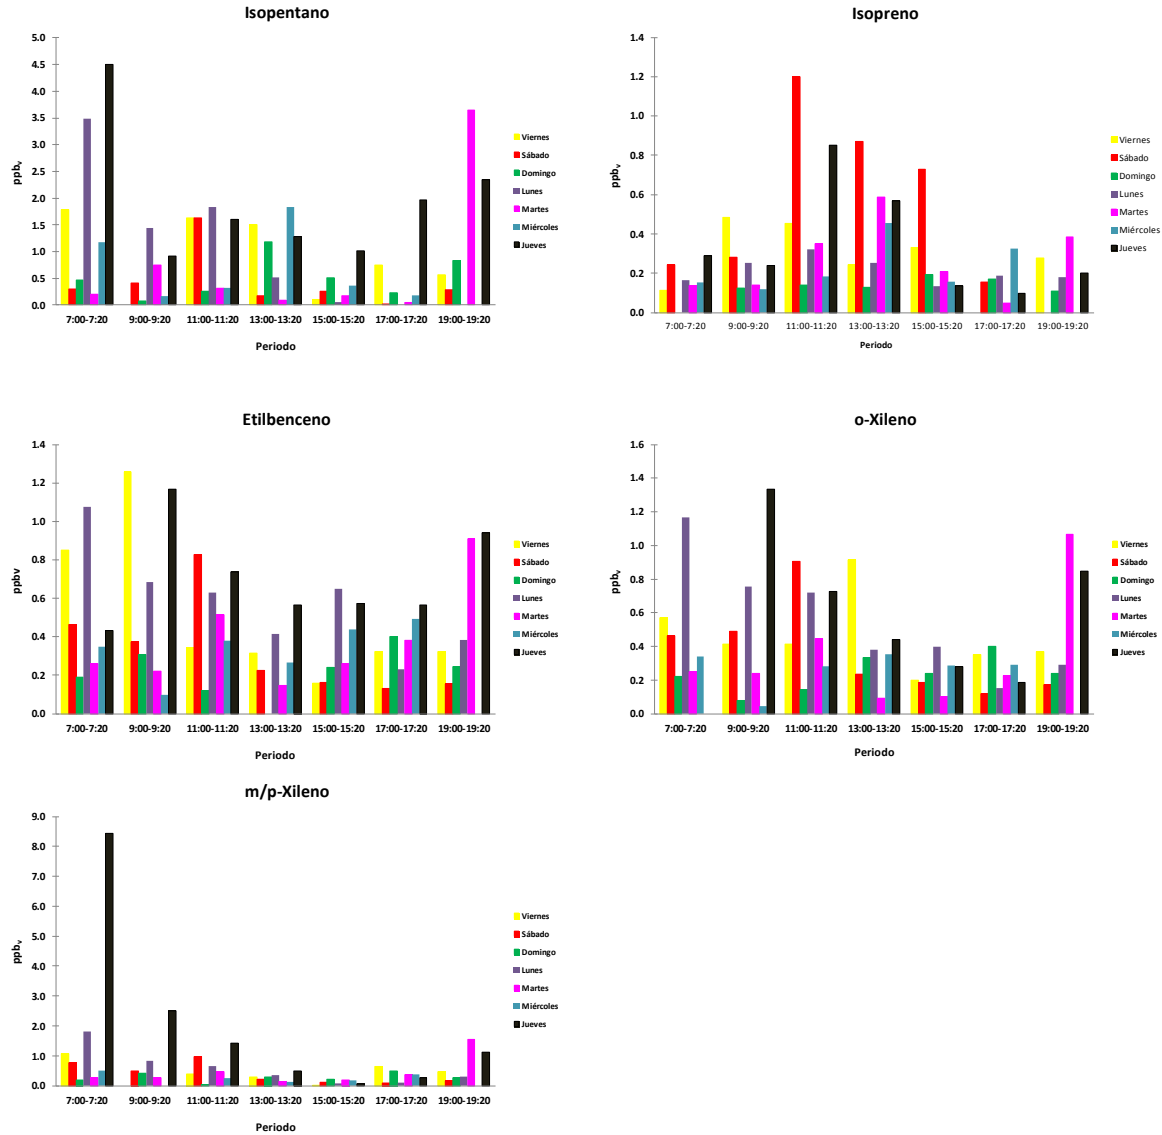 Isopentano
5.0
4.5
4.0
3.5
3.0
2.5
2.0
1.5
1.0
0.5
0.0
ppbv
7:00-7:20 9:00-9:20 11:00-11:20 13:00-13:20 15:00-15:20 17:00-17:20 19:00-19:20
Periodo
Viernes
Sábado
Domingo
Lunes
Martes
Miércoles
Jueves
Isopreno
1.4
1.2
1.0
0.8
0.6
0.4
0.2
0.0
ppbv
7:00-7:20 9:00-9:20 11:00-11:20 13:00-13:20 15:00-15:20 17:00-17:20 19:00-19:20
Periodo
Viernes
Sábado
Domingo
Lunes
Martes
Miércoles
Jueves
Etilbenceno
1.4
1.2
1.0
0.8
0.6
0.4
0.2
0.0
ppbv
7:00-7:20 9:00-9:20 11:00-11:20 13:00-13:20 15:00-15:20 17:00-17:20 19:00-19:20
Periodo
Viernes
Sábado
Domingo
Lunes
Martes
Miércoles
Jueves
o-Xileno
1.6
1.4
1.2
1.0
0.8
0.6
0.4
0.2
0.0
ppbv
7:00-7:20 9:00-9:20 11:00-11:20 13:00-13:20 15:00-15:20 17:00-17:20 19:00-19:20
Periodo
Viernes
Sábado
Domingo
Lunes
Martes
Miércoles
Jueves
m/p-Xileno
9.0
8.0
7.0
6.0
5.0
4.0
3.0
2.0
1.0
0.0
ppbv
7:00-7:20 9:00-9:20 11:00-11:20 13:00-13:20 15:00-15:20 17:00-17:20 19:00-19:20
Periodo
Viernes
Sábado
Domingo
Lunes
Martes
Miércoles
Jueves